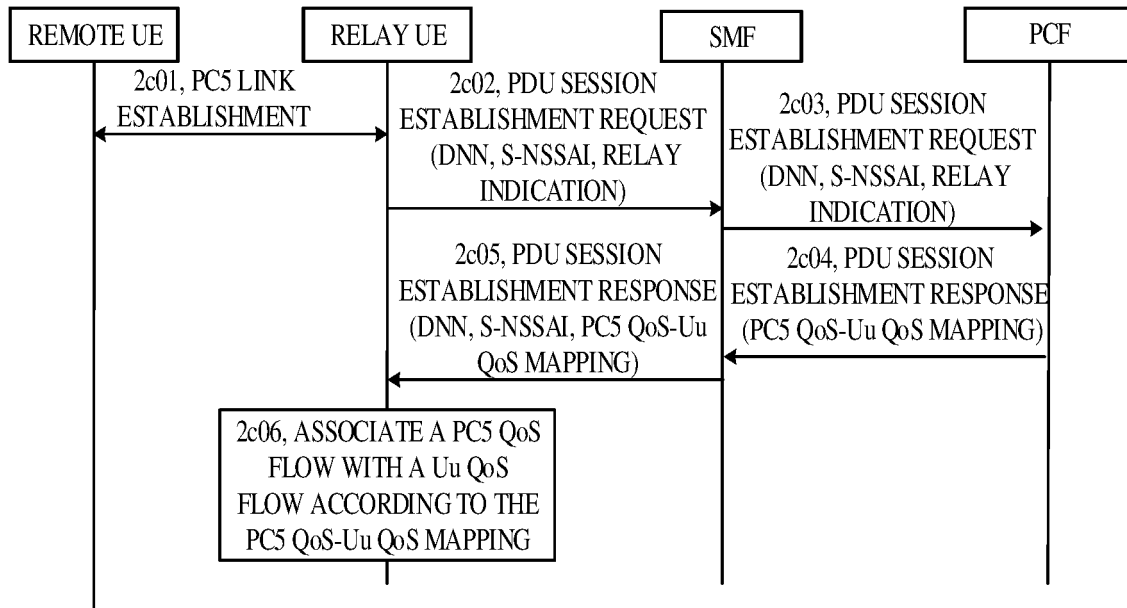 REMOTE UE
RELAY UE
SMF
PCF
2c01, PC5 LINK
ESTABLISHMENT
2c02, PDU SESSION
ESTABLISHMENT REQUEST
(DNN, S-NSSAI, RELAY
INDICATION)
2c03, PDU SESSION
ESTABLISHMENT REQUEST
(DNN, S-NSSAI, RELAY
INDICATION)
2c05, PDU SESSION
ESTABLISHMENT RESPONSE
(DNN, S-NSSAI, PC5 QoS-Uu
QoS MAPPING)
2c04, PDU SESSION
ESTABLISHMENT RESPONSE
(PC5 QoS-Uu QoS MAPPING)
2c06, ASSOCIATE A PC5 QoS
FLOW WITH A Uu QoS
FLOW ACCORDING TO THE
PC5 QoS-Uu QoS MAPPING